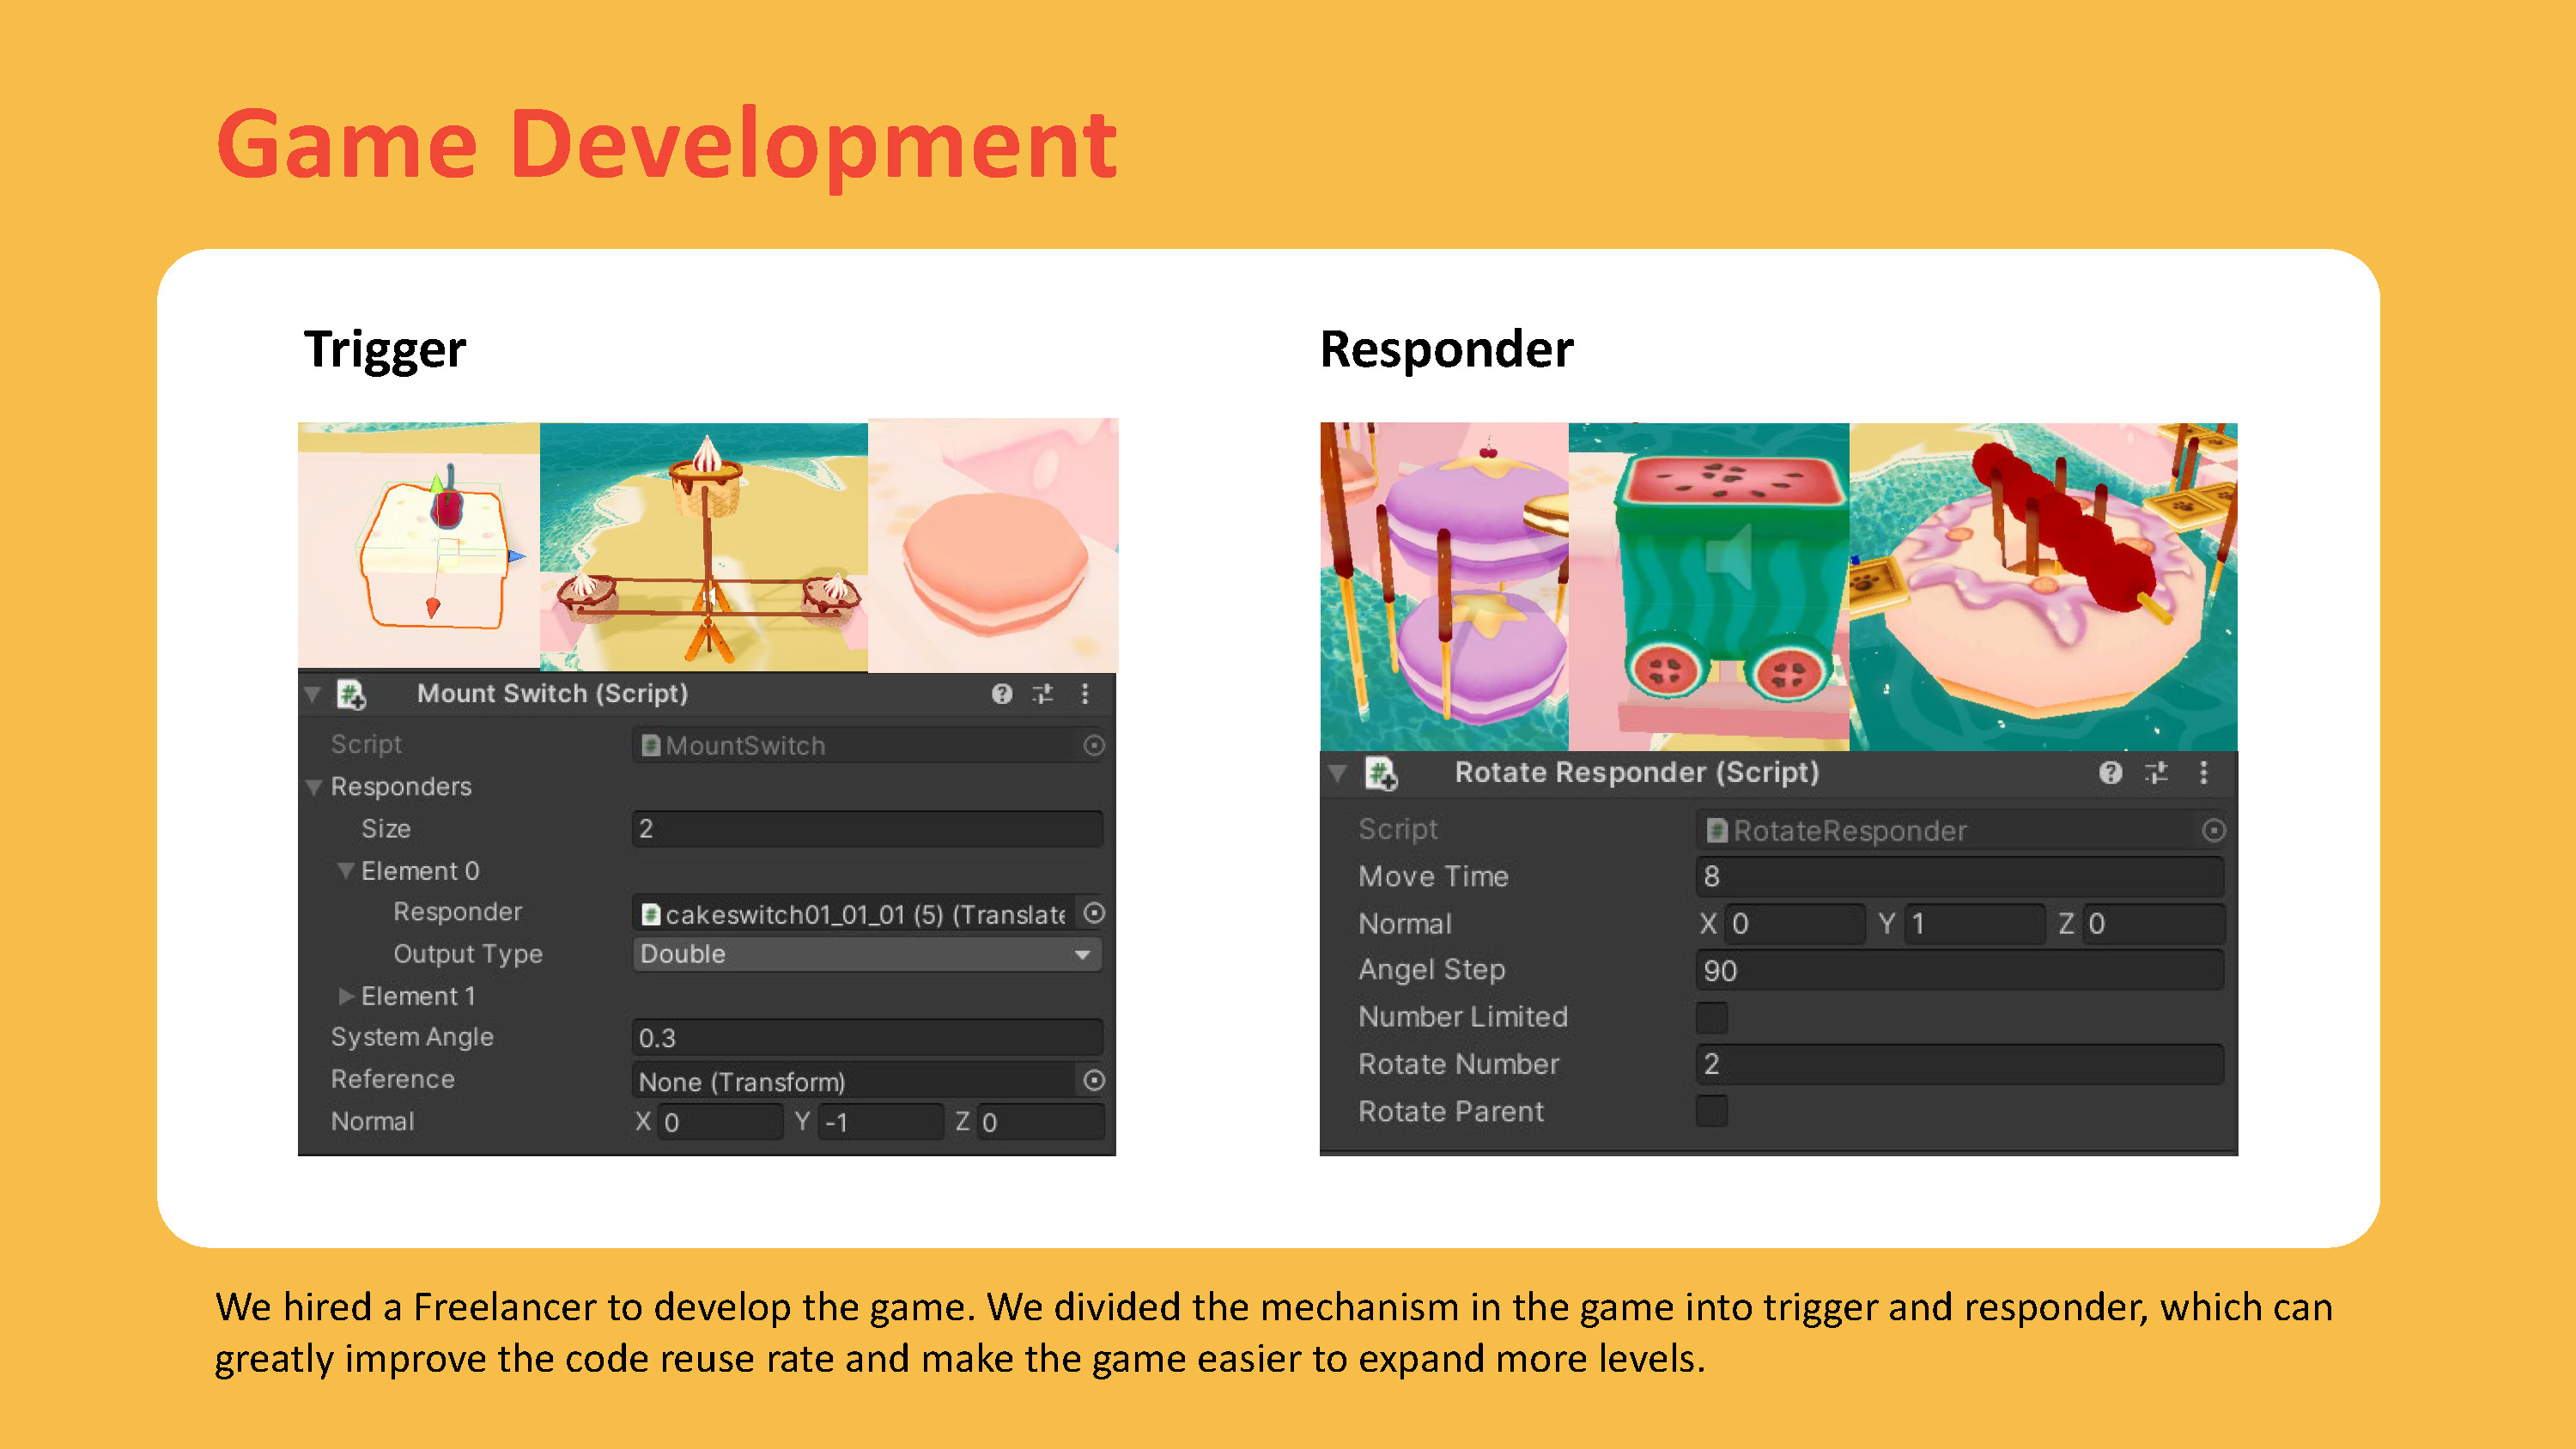 Game Development
Trigger
Mount Switch (Script)
Script MountSwitch
Responders
Size 2
Element 0
Responder cakeswitch01_01_01 (5) (Translate
Output Type Double
Element 1
System Angle 0.3
Reference None (Transform)
Normal X 0 Y -1 Z 0
Responder
Rotate Responder (Script)
Script RotateResponder
Move Time 8
Normal X 0 Y 1 Z 0
Angel Step 90
Number Limited
Rotate Number 2
Rotate Parent
We hired a Freelancer to develop the game. We divided the mechanism in the game into trigger and responder, which can
greatly improve the code reuse rate and make the game easier to expand more levels.